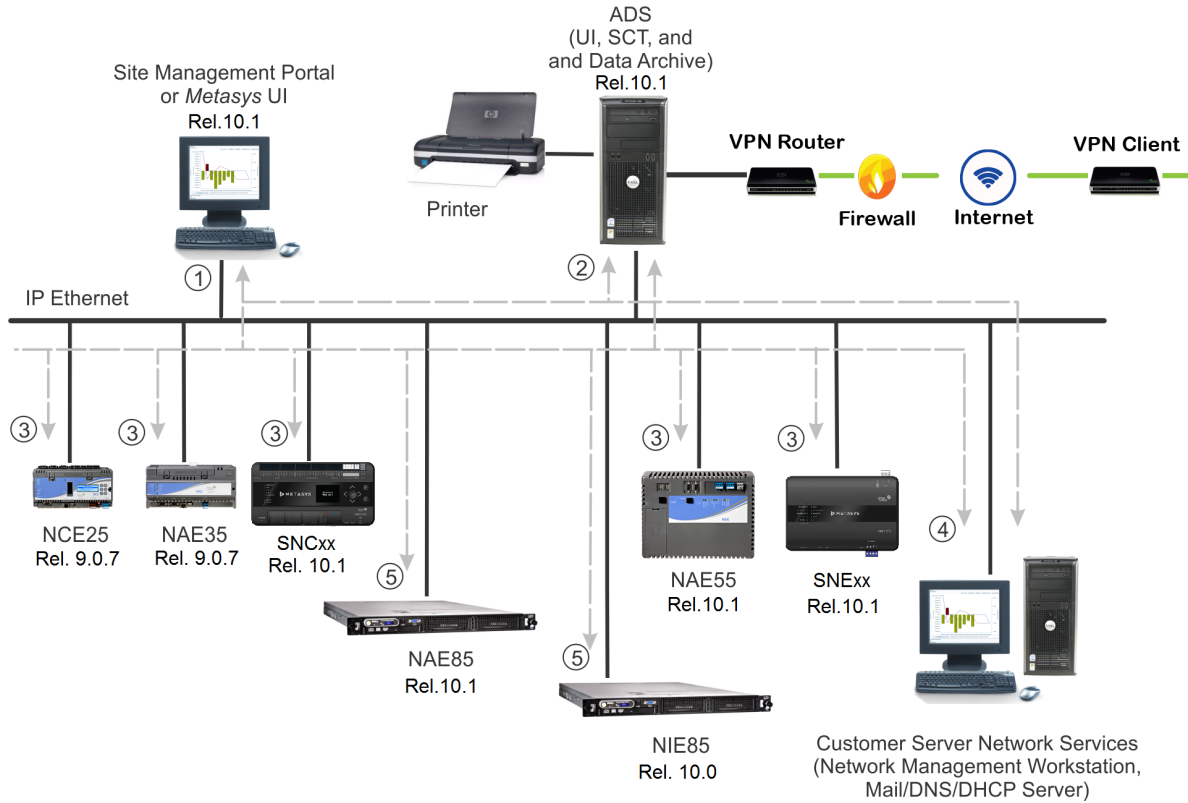 ADS
(UI, SCT, and
and Data Archive)
Rel.10.1
Site Management Portal
or Metasys UI
Rel.10.1
Printer
VPN Router
Firewall
Internet
VPN Client
1
2
IP Ethernet
3
3
3
3
3
4
5
5
NCE25
Rel. 9.0.7
NAE35
Rel. 9.0.7
METASYS
SNCxx
Rel. 10.1
NAE85
Rel.10.1
NIE85
Rel. 10.0
NAE55
Rel.10.1
METASYS
SNExx
Rel.10.1
Customer Server Network Services
(Network Management Workstation,
Mail/DNS/DHCP Server)